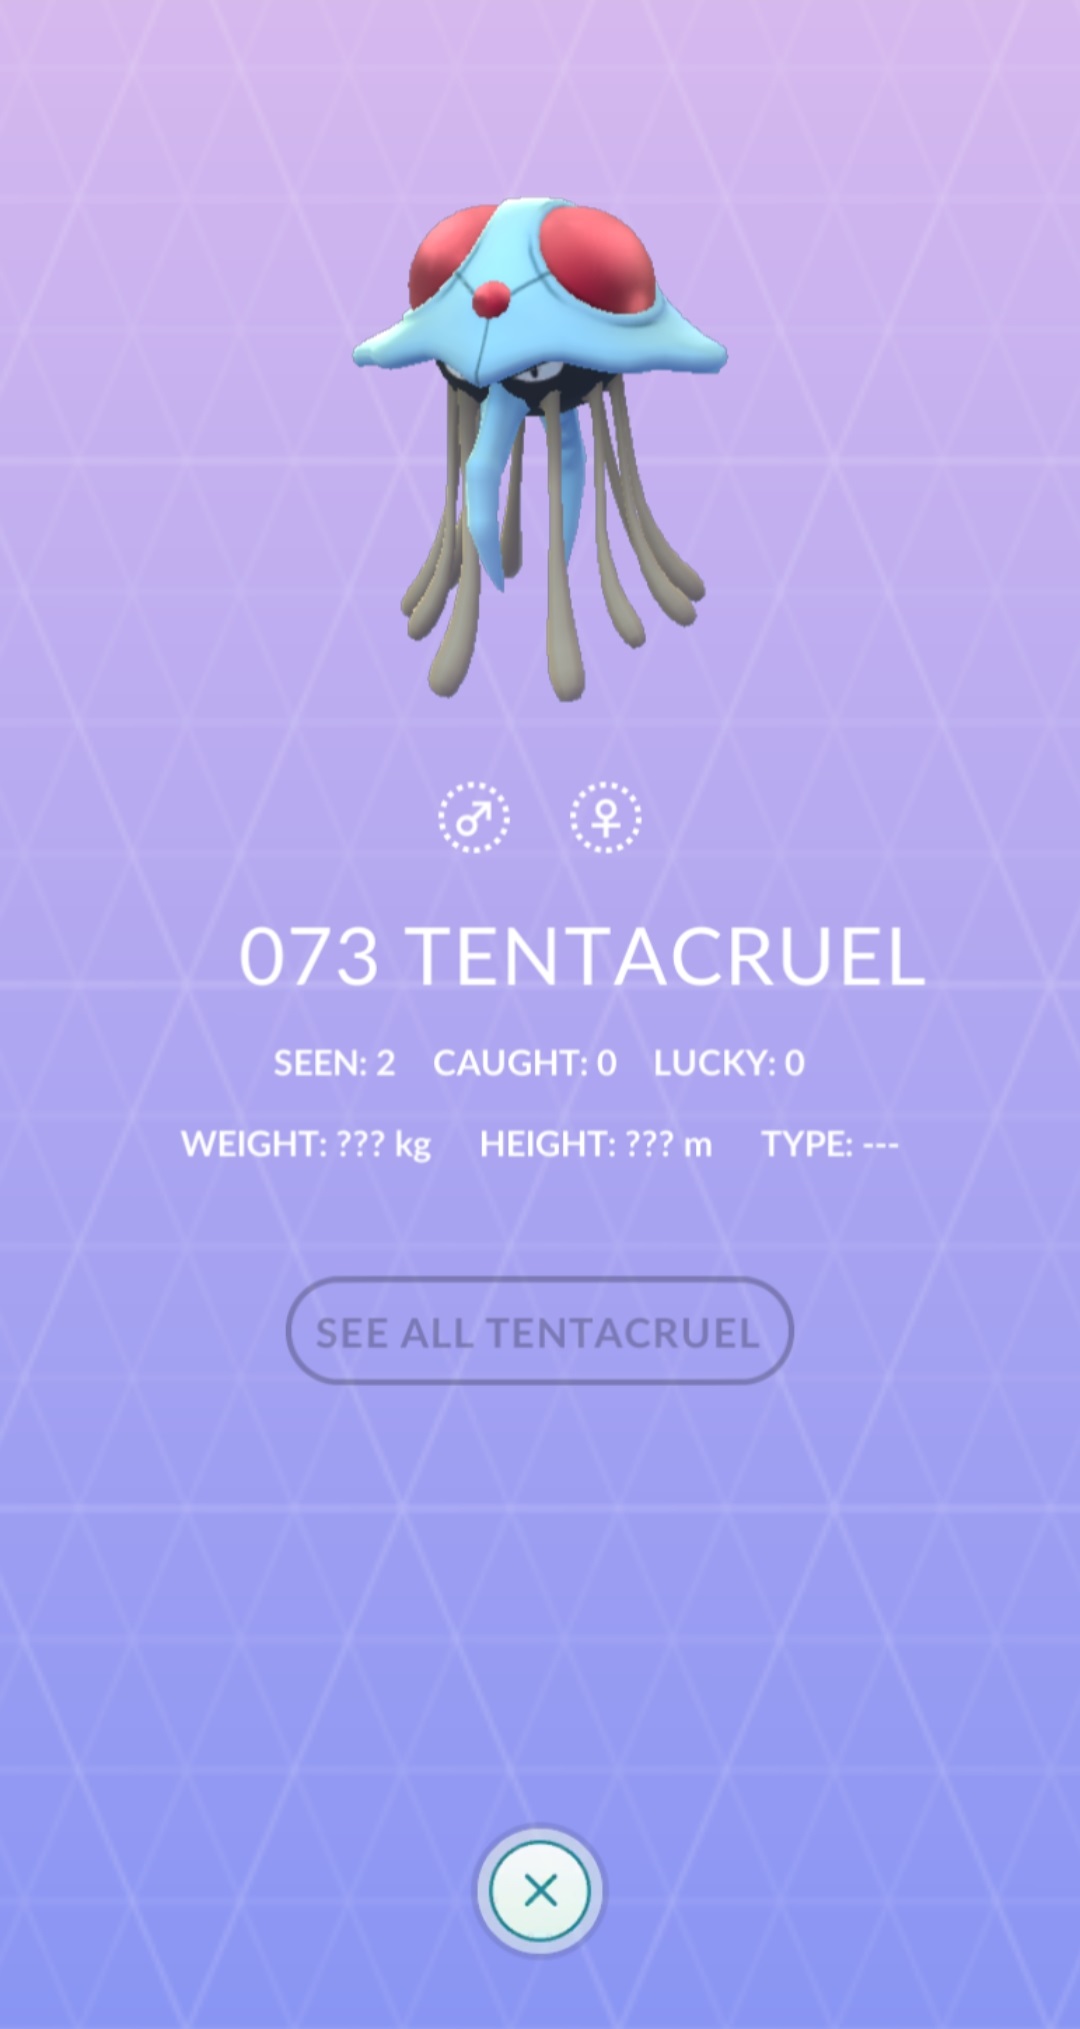 073 TENTACRUEL
SEEN: 2 CAUGHT: 0 LUCKY: 0
WEIGHT: ??? kg HEIGHT: ??? m TYPE: ---
SEE ALL TENTACRUEL